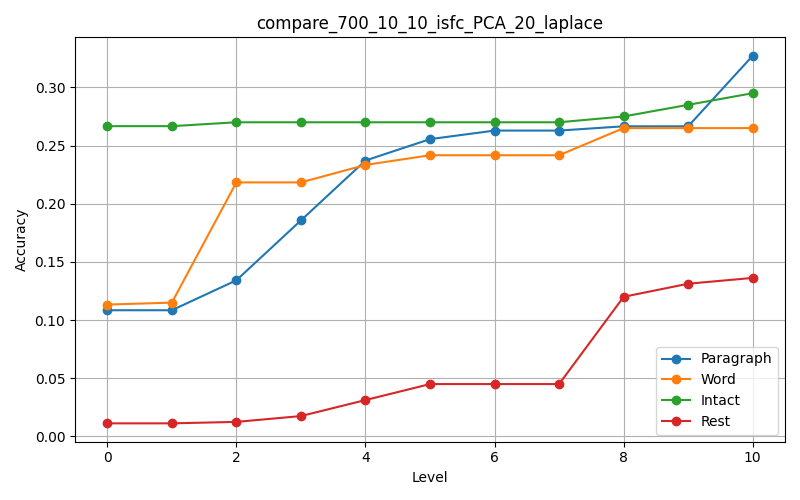 compare_700_10_10_isfc_PCA_20_laplace
Accuracy
0.30
0.25
0.20
0.15
0.10
0.05
0.00
0 2 4 6 8 10
Level
Paragraph
Word
Intact
Rest